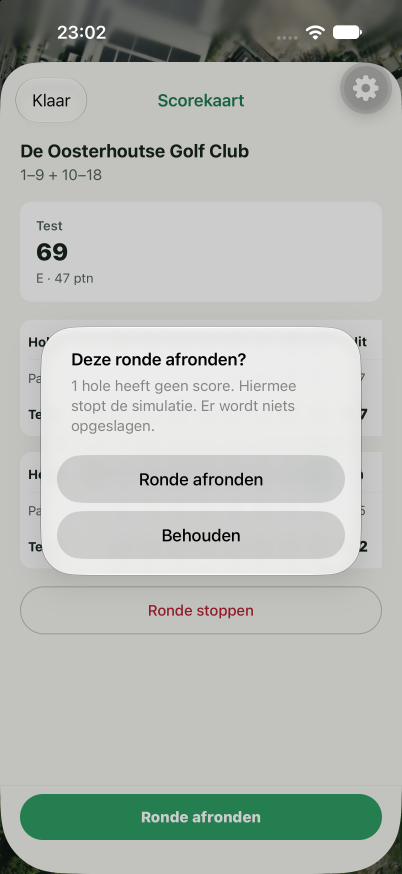 23:02
Klaar
Scorekaart
De Oosterhoutse Golf Club
1–9 + 10–18
Test
69
E · 47 ptn
Deze ronde afronden?
1 hole heeft geen score. Hiermee
stopt de simulatie. Er wordt niets
opgeslagen.
Ronde afronden
Behouden
Ronde stoppen
Ronde afronden